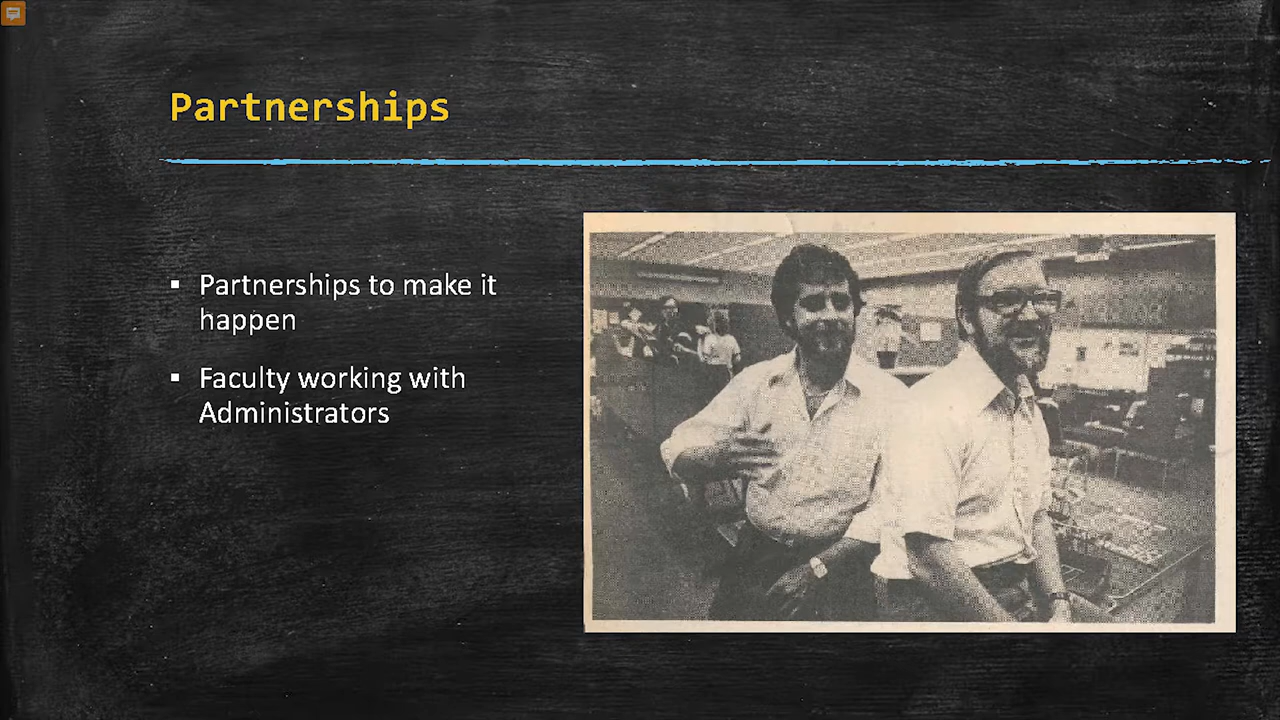 Partnerships
▪ Partnerships to make it
happen
▪ Faculty working with
Administrators